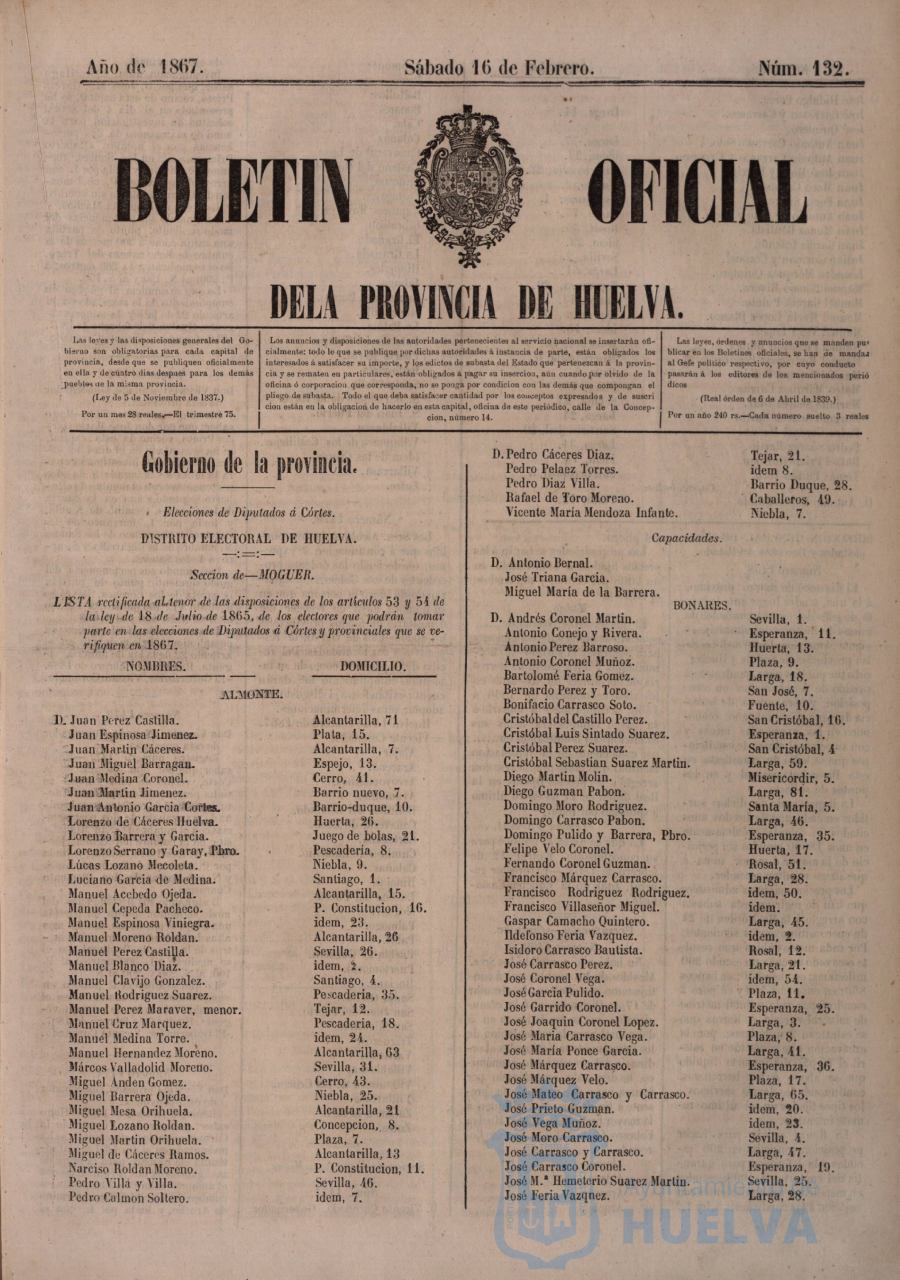 Año de 1867.
Sábado 16 de Febrero.
Núm. 132.
BOLETIN OFICIAL
DE LA PROVINCIA DE HUELVA.
Las leyes y las disposiciones generales del Go-
bierno son obligatorias para cada capital de
provincia, desde que se publiquen oficialmente
en ella y de cuatro dias despues para los demás
pueblos de la misma provincia.
(Ley de 5 de Noviembre de 1837.)
Por un mes 28 reales.—El trimestre 75.
Los anuncios y disposiciones de las autoridades pertenecientes al servicio nacional se insertarán ofi-
cialmente: todo lo que se publique por dichas autoridades á instancia de parte, están obligados los
interesados á satisfacer su importe, y los edictos de subasta del Estado que pertenezcan á la provin-
cia y se rematen en particulares, están obligados á pagar su insercion, aún cuando por olvido de la
oficina ó corporacion que corresponda, no se ponga por condicion con las demás que compongan el
pliego de subasta. Todo el que deba satisfacer cantidad por los conceptos expresados y de suscri
cion están en la obligacion de hacerlo en esta capital, oficina de este periódico, calle de la Concep-
cion, número 14.
Las leyes, órdenes y anuncios que se manden pu
blicar en los Boletines oficiales, se han de mandar
al Gefe político respectivo, por cuyo conducto
pasarán á los editores de los mencionados perió
dicos
(Real órden de 6 de Abril de 1839.)
Por un año 240 rs.—Cada número suelto 3 reales
Gobierno de la provincia.
Elecciones de Diputados á Córtes.
DISTRITO ELECTORAL DE HUELVA.
Seccion de—MOGUER.
LISTA rectificada al tenor de las disposiciones de los artículos 53 y 54 de
la ley de 18 de Julio de 1865, de los electores que podrán tomar
parte en las elecciones de Diputados á Córtes y provinciales que se ve-
rifiquen en 1867.
NOMBRES. DOMICILIO.
ALMONTE.
D. Juan Perez Castilla. Alcantarilla, 71
Juan Espinosa Jimenez. Plata, 15.
Juan Martin Cáceres. Alcantarilla, 7.
Juan Miguel Barragan. Espejo, 13.
Juan Medina Coronel. Cerro, 41.
Juan Martin Jimenez. Barrio nuevo, 7.
Juan Antonio Garcia Cortes. Barrio-duque, 10.
Lorenzo de Cáceres Huelva. Huerta, 26.
Lorenzo Barrera y Garcia. Juego de bolas, 21.
Lorenzo Serrano y Garay, Pbro. Pescadería, 8.
Lúcas Lozano Mecoleta. Niebla, 9.
Luciano Garcia de Medina. Santiago, 1.
Manuel Acebedo Ojeda. Alcantarilla, 15.
Manuel Cepeda Pacheco. P. Constitucion, 16.
Manuel Espinosa Viniegra. idem, 23.
Manuel Moreno Roldan. Alcantarilla, 26
Manuel Perez Castilla. Sevilla, 26.
Manuel Blanco Diaz. idem, 2.
Manuel Clavijo Gonzalez. Santiago, 4.
Manuel Rodriguez Suarez. Pescaderia, 35.
Manuel Perez Maraver, menor. Tejar, 12.
Manuel Cruz Marquez. Pescaderia, 18.
Manuel Medina Torre. idem, 24.
Manuel Hernandez Moreno. Alcantarilla, 63
Márcos Valladolid Moreno. Sevilla, 31.
Miguel Anden Gomez. Cerro, 43.
Miguel Barrera Ojeda. Niebla, 25.
Miguel Mesa Orihuela. Alcantarilla, 21
Miguel Lozano Roldan. Concepcion, 8.
Miguel Martin Orihuela. Plaza, 7.
Miguel de Cáceres Ramos. Alcantarilla, 13
Narciso Roldan Moreno. P. Constitucion, 11.
Pedro Villa y Villa. Sevilla, 46.
Pedro Calmon Soltero. idem, 7.
D. Pedro Cáceres Diaz. Tejar, 21.
Pedro Pelaez Torres. idem 8.
Pedro Diaz Villa. Barrio Duque, 28.
Rafael de Toro Moreno. Caballeros, 49.
Vicente María Mendoza Infante. Niebla, 7.
Capacidades.
D. Antonio Bernal.
José Triana Garcia.
Miguel María de la Barrera.
BONARES.
D. Andrés Coronel Martin. Sevilla, 1.
Antonio Conejo y Rivera. Esperanza, 11.
Antonio Perez Barroso. Huerta, 13.
Antonio Coronel Muñoz. Plaza, 9.
Bartolomé Feria Gomez. Larga, 18.
Bernardo Perez y Toro. San José, 7.
Bonifacio Carrasco Soto. Fuente, 10.
Cristóbal del Castillo Perez. San Cristóbal, 16.
Cristóbal Luis Sintado Suarez. Esperanza, 1.
Cristóbal Perez Suarez. San Cristóbal, 4
Cristóbal Sebastian Suarez Martin. Larga, 59.
Diego Martin Molin. Misericordir, 5.
Diego Guzman Pabon. Larga, 81.
Domingo Moro Rodriguez. Santa María, 5.
Domingo Carrasco Pabon. Larga, 46.
Domingo Pulido y Barrera, Pbro. Esperanza, 35.
Felipe Velo Coronel. Huerta, 17.
Fernando Coronel Guzman. Rosal, 51.
Francisco Márquez Carrasco. Larga, 28.
Francisco Rodriguez Rodriguez. idem, 50.
Francisco Villaseñor Miguel. idem.
Gaspar Camacho Quintero. Larga, 45.
Ildefonso Feria Vazquez. idem, 2.
Isidoro Carrasco Bautista. Rosal, 12.
José Carrasco Perez. Larga, 21.
José Coronel Vega. idem, 54.
José Garcia Pulido. Plaza, 11.
José Garrido Coronel. Esperanza, 25.
José Joaquin Coronel Lopez. Larga, 3.
José Maria Carrasco Vega. Plaza, 8.
José María Ponce Garcia. Larga, 41.
José Márquez Carrasco. Esperanza, 36.
José Márquez Velo. Plaza, 17.
José Mateo Carrasco y Carrasco. Larga, 65.
José Prieto Guzman. idem, 20.
José Vega Muñoz. idem, 23.
José Moro Carrasco. Sevilla, 4.
José Carrasco y Carrasco. Larga, 47.
José Carrasco Coronel. Esperanza, 19.
José M.ª Hemeterio Suarez Martin. Sevilla, 25.
José Feria Vazquez. Larga, 28.
Ayuntamiento de
HUELVA